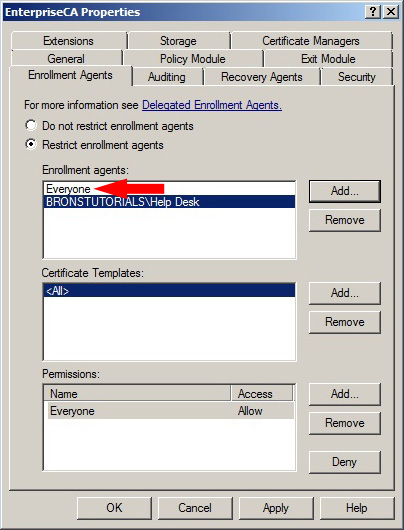 EnterpriseCA Properties
Extensions Storage Certificate Managers
General Policy Module Exit Module
Enrollment Agents Auditing Recovery Agents Security
For more information see Delegated Enrollment Agents.
Do not restrict enrollment agents
Restrict enrollment agents
Enrollment agents:
Everyone
BRONSTUTORIALS\Help Desk
Add...
Remove
Certificate Templates:
<All>
Add...
Remove
Permissions:
Name Access
Everyone Allow
Add...
Remove
Deny
OK Cancel Apply Help